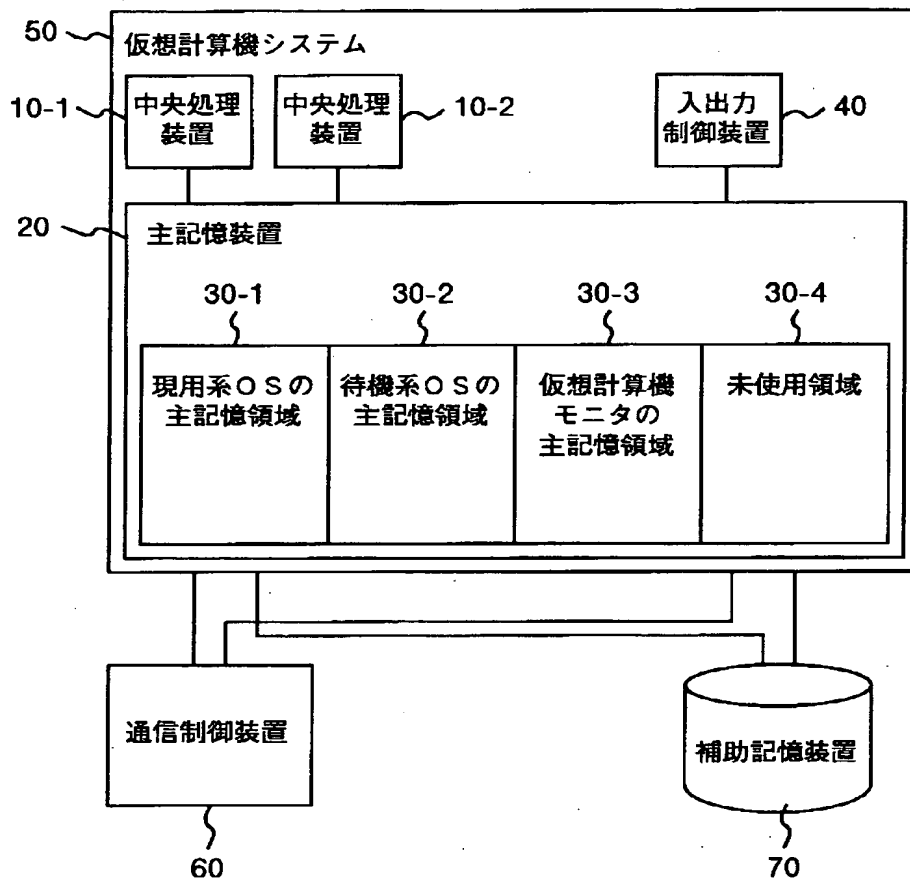 50
仮想計算機システム
10-1
中央処理
装置
中央処理
装置
10-2
入出力
制御装置
40
20
主記憶装置
30-1
30-2
30-3
30-4
現用系OSの
主記憶領域
待機系OSの
主記憶領域
仮想計算機
モニタの
主記憶領域
未使用領域
通信制御装置
補助記憶装置
60
70